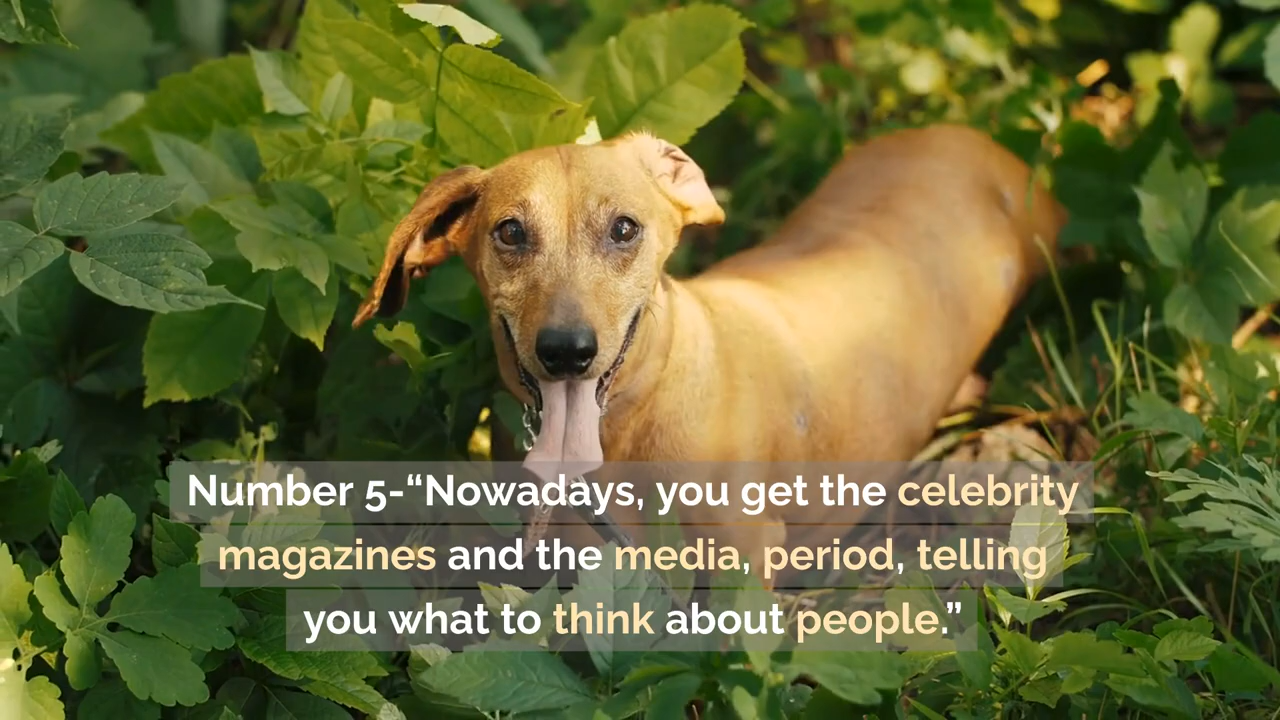 Number 5-“Nowadays, you get the celebrity
magazines and the media, period, telling
you what to think about people.”